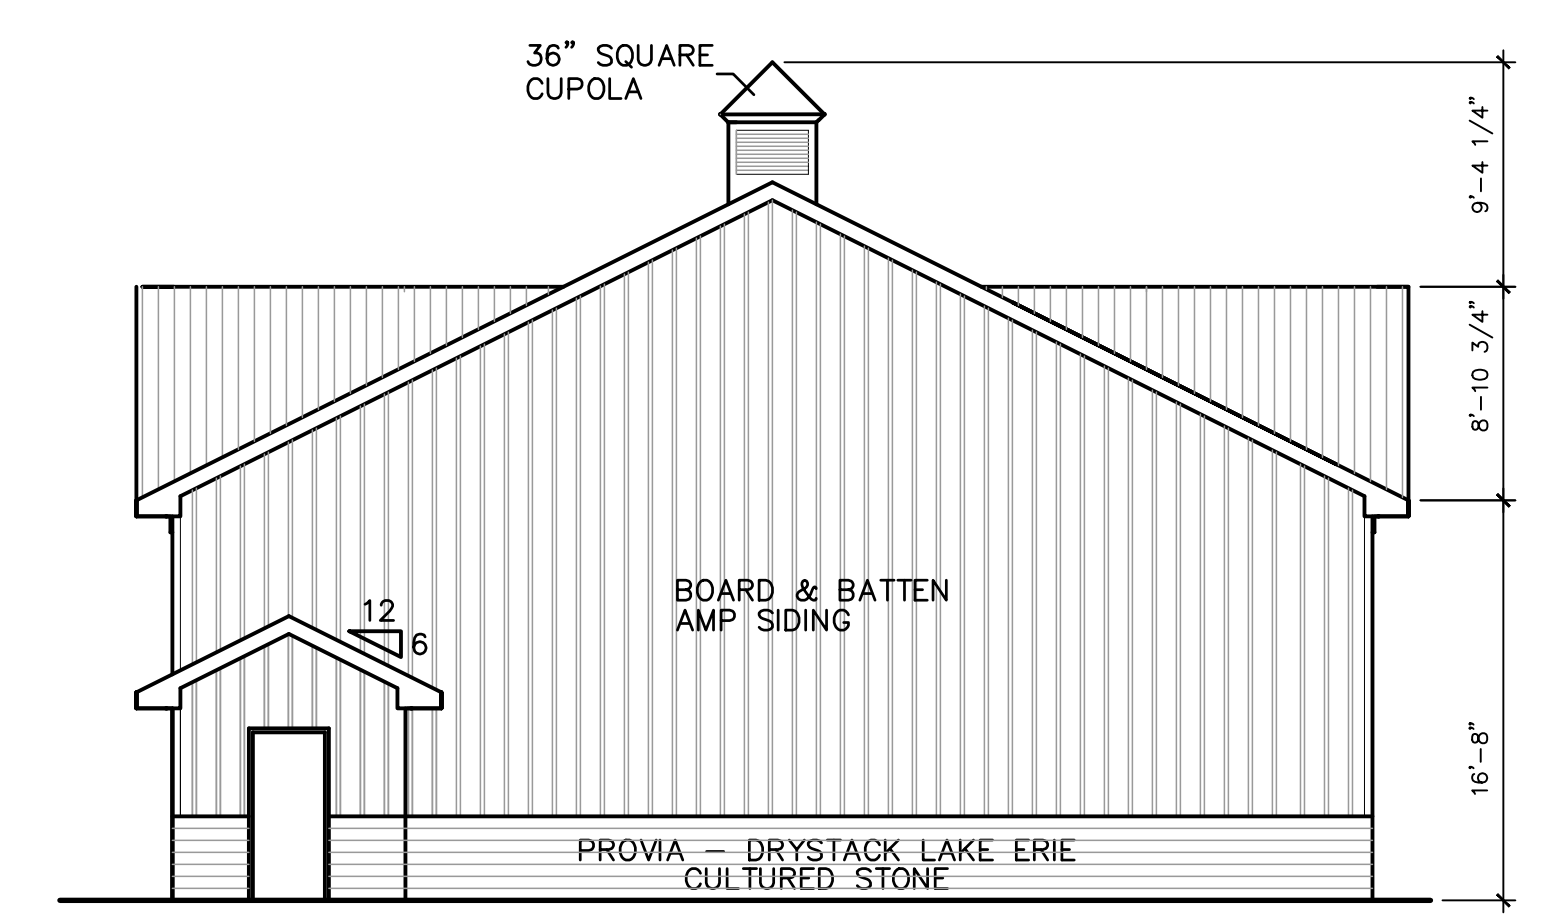 36” SQUARE
CUPOLA
9'-4 1/4"
8'-10 3/4"
BOARD & BATTEN
AMP SIDING
12
6
16'-8"
PROVIA - DRYSTACK LAKE ERIE
CULTURED STONE